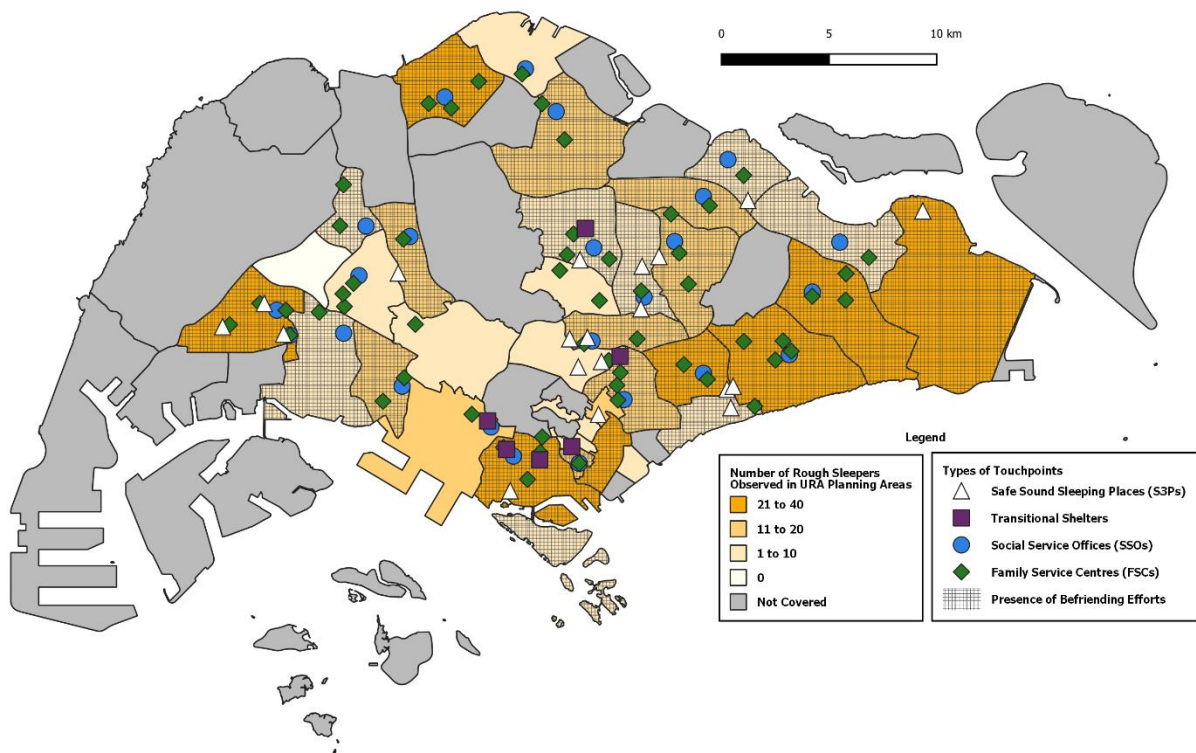 0
5
10 km
Legend
Number of Rough Sleepers
Observed in URA Planning Areas
21 to 40
11 to 20
1 to 10
0
Not Covered
Types of Touchpoints
Safe Sound Sleeping Places (S3Ps)
Transitional Shelters
Social Service Offices (SSOs)
Family Service Centres (FSCs)
Presence of Befriending Efforts